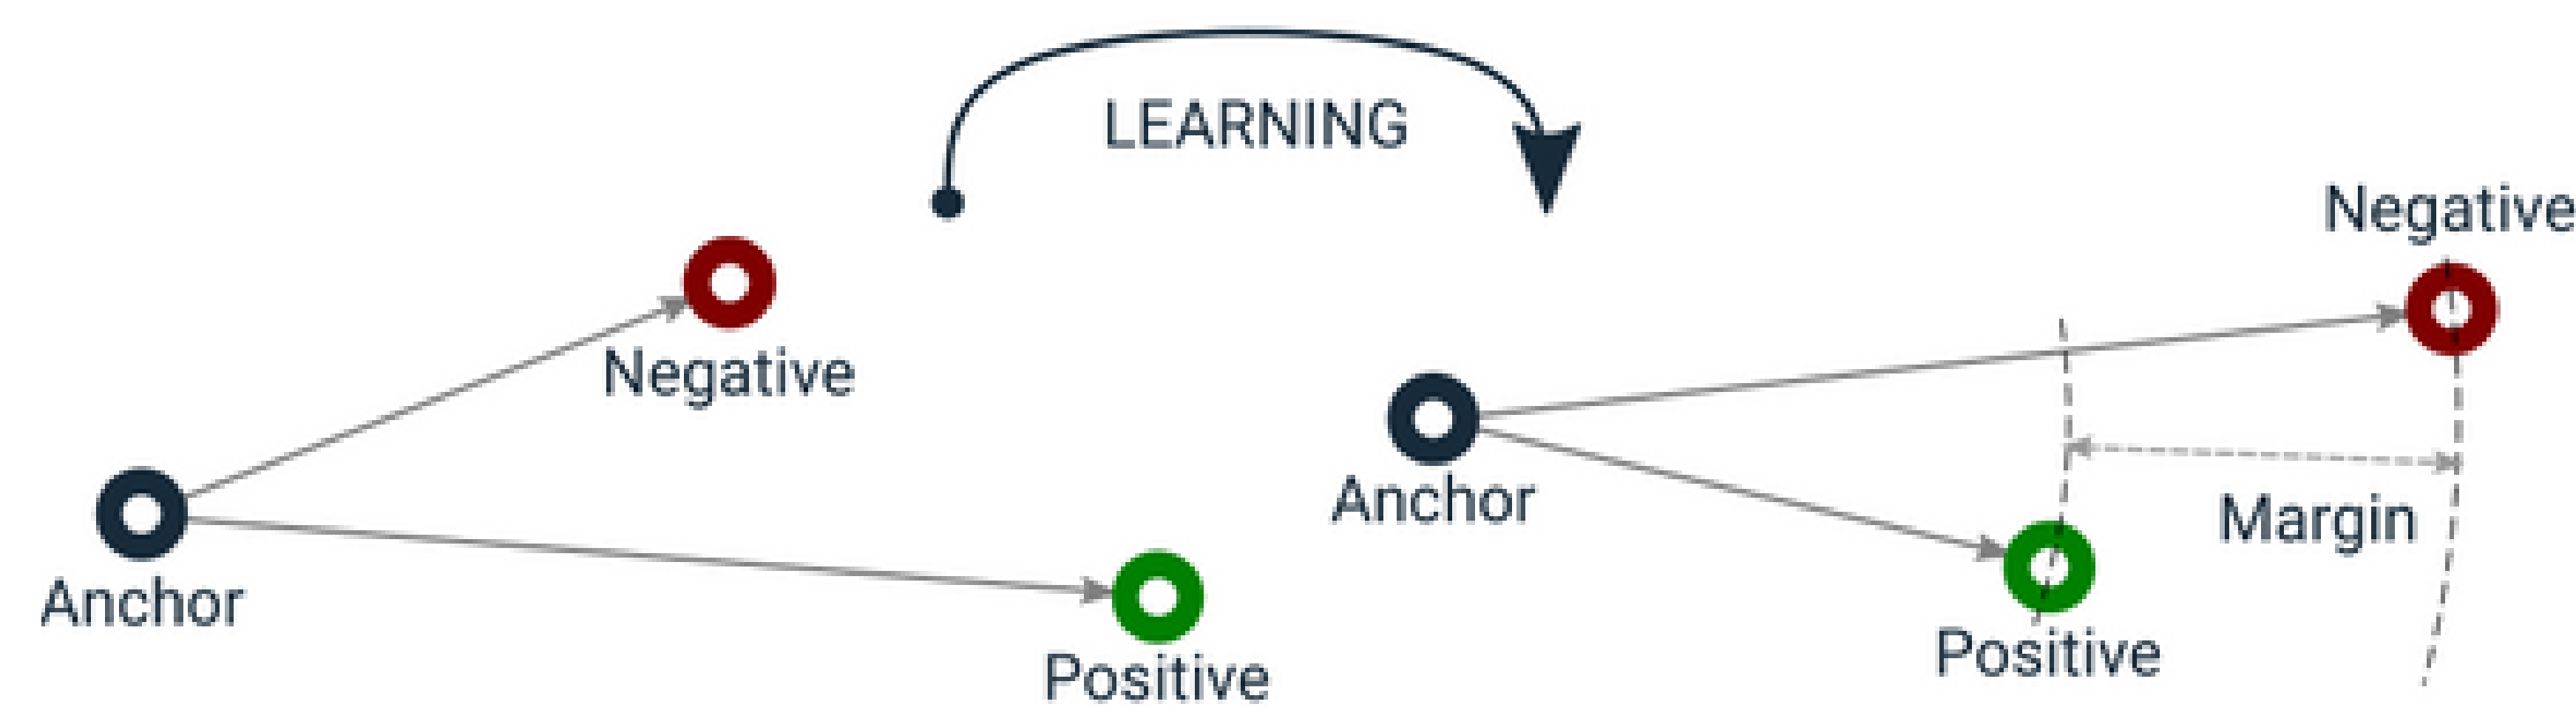 LEARNING
Negative
Anchor
Positive
Negative
Anchor
Margin
Positive